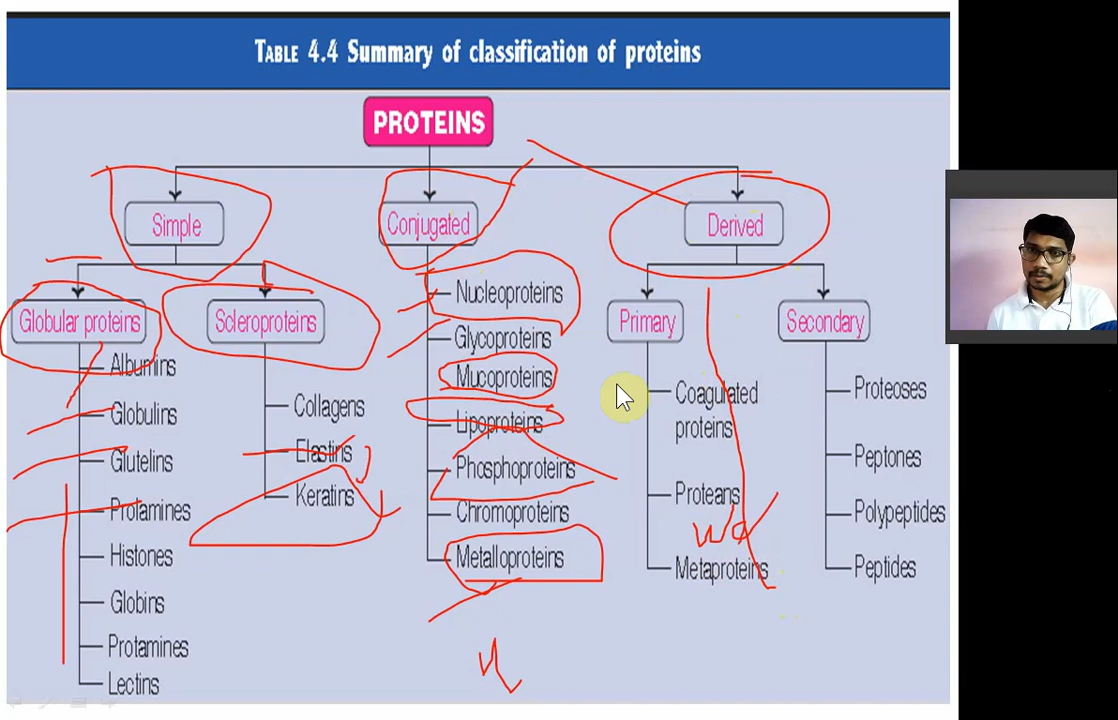 TABLE 4.4 Summary of classification of proteins
PROTEINS
Simple
Conjugated
Derived
Globular proteins
Scleroproteins
Primary
Secondary
Albumins
Globulins
Glutelins
Prolamines
Histones
Globins
Protamines
Lectins
Collagens
Elastins
Keratins
Nucleoproteins
Glycoproteins
Mucoproteins
Lipoproteins
Phosphoproteins
Chromoproteins
Metalloproteins
Coagulated
proteins
Proteans
Metaproteins
Proteoses
Peptones
Polypeptides
Peptides